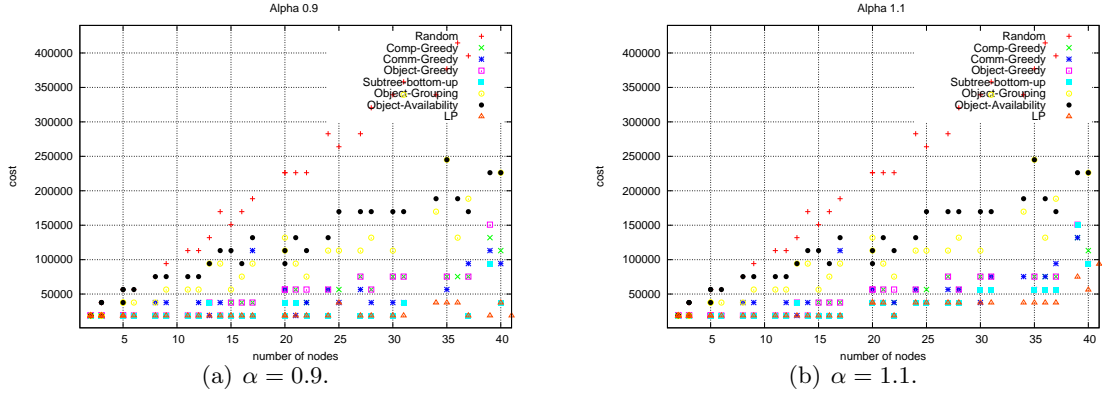 Alpha 0.9
400000
350000
300000
250000
200000
150000
100000
50000
cost
5 10 15 20 25 30 35 40
number of nodes
Random
Comp-Greedy
Comm-Greedy
Object-Greedy
Subtree-bottom-up
Object-Grouping
Object-Availability
LP
(a) α = 0.9.
Alpha 1.1
400000
350000
300000
250000
200000
150000
100000
50000
cost
5 10 15 20 25 30 35 40
number of nodes
Random
Comp-Greedy
Comm-Greedy
Object-Greedy
Subtree-bottom-up
Object-Grouping
Object-Availability
LP
(b) α = 1.1.